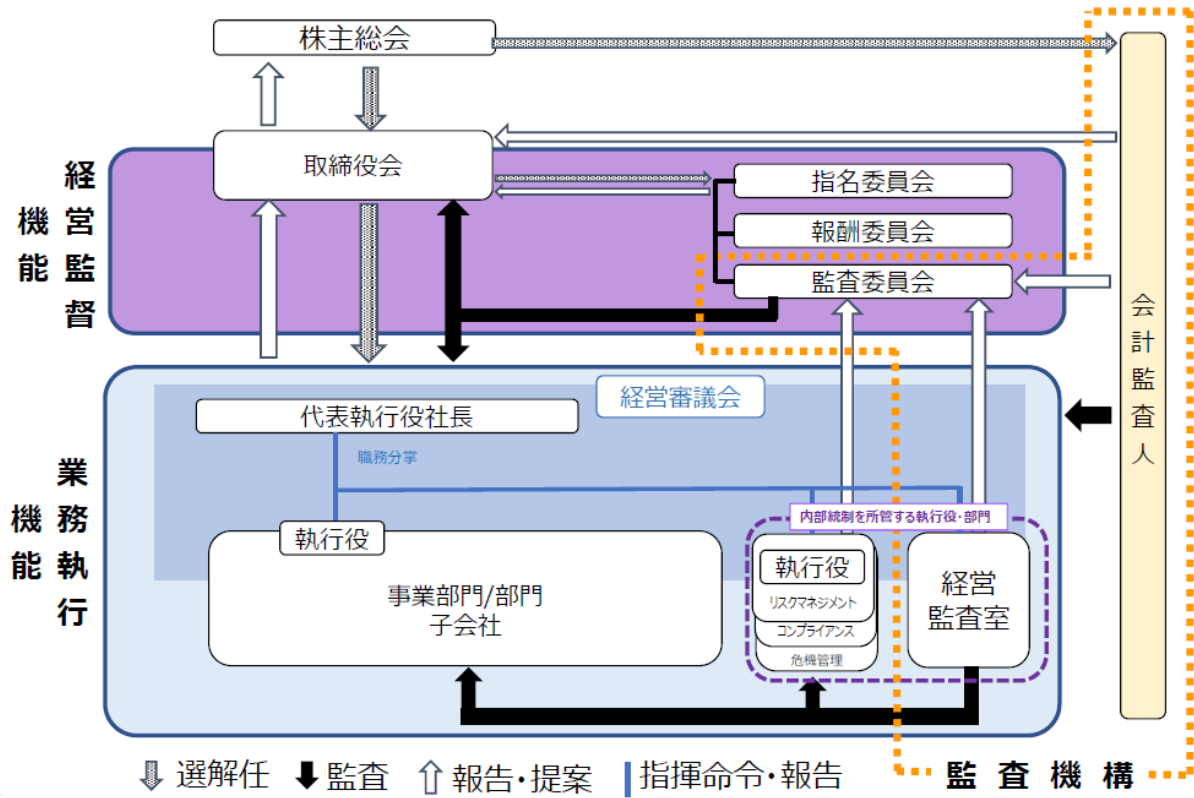 株主総会
取締役会
経営監督
機能
指名委員会
報酬委員会
監査委員会
会計監査人
経営審議会
代表執行役社長
職務分掌
業務執行
機能
内部統制を所管する執行役・部門
執行役
事業部門/部門
子会社
執行役
リスクマネジメント
コンプライアンス
危機管理
経営
監査室
選解任
監査
報告・提案
指揮命令・報告
監査機構